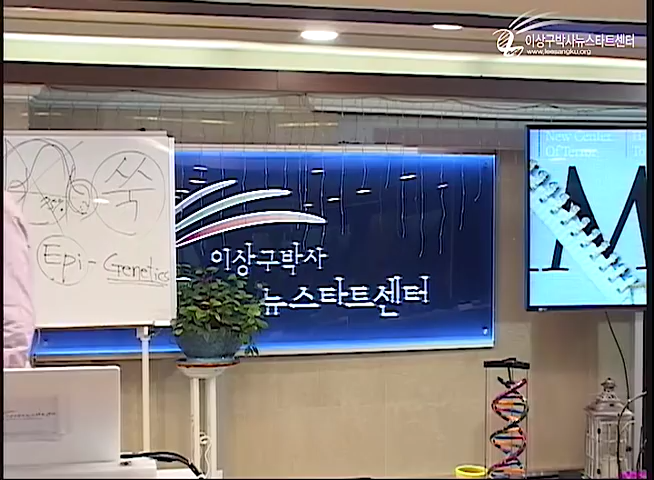 이상구박사뉴스타트센터
www.leesangku.org
New Center
Of Terror
To
M
쑥
Epi - Genetics
이상구박사
뉴스타트센터